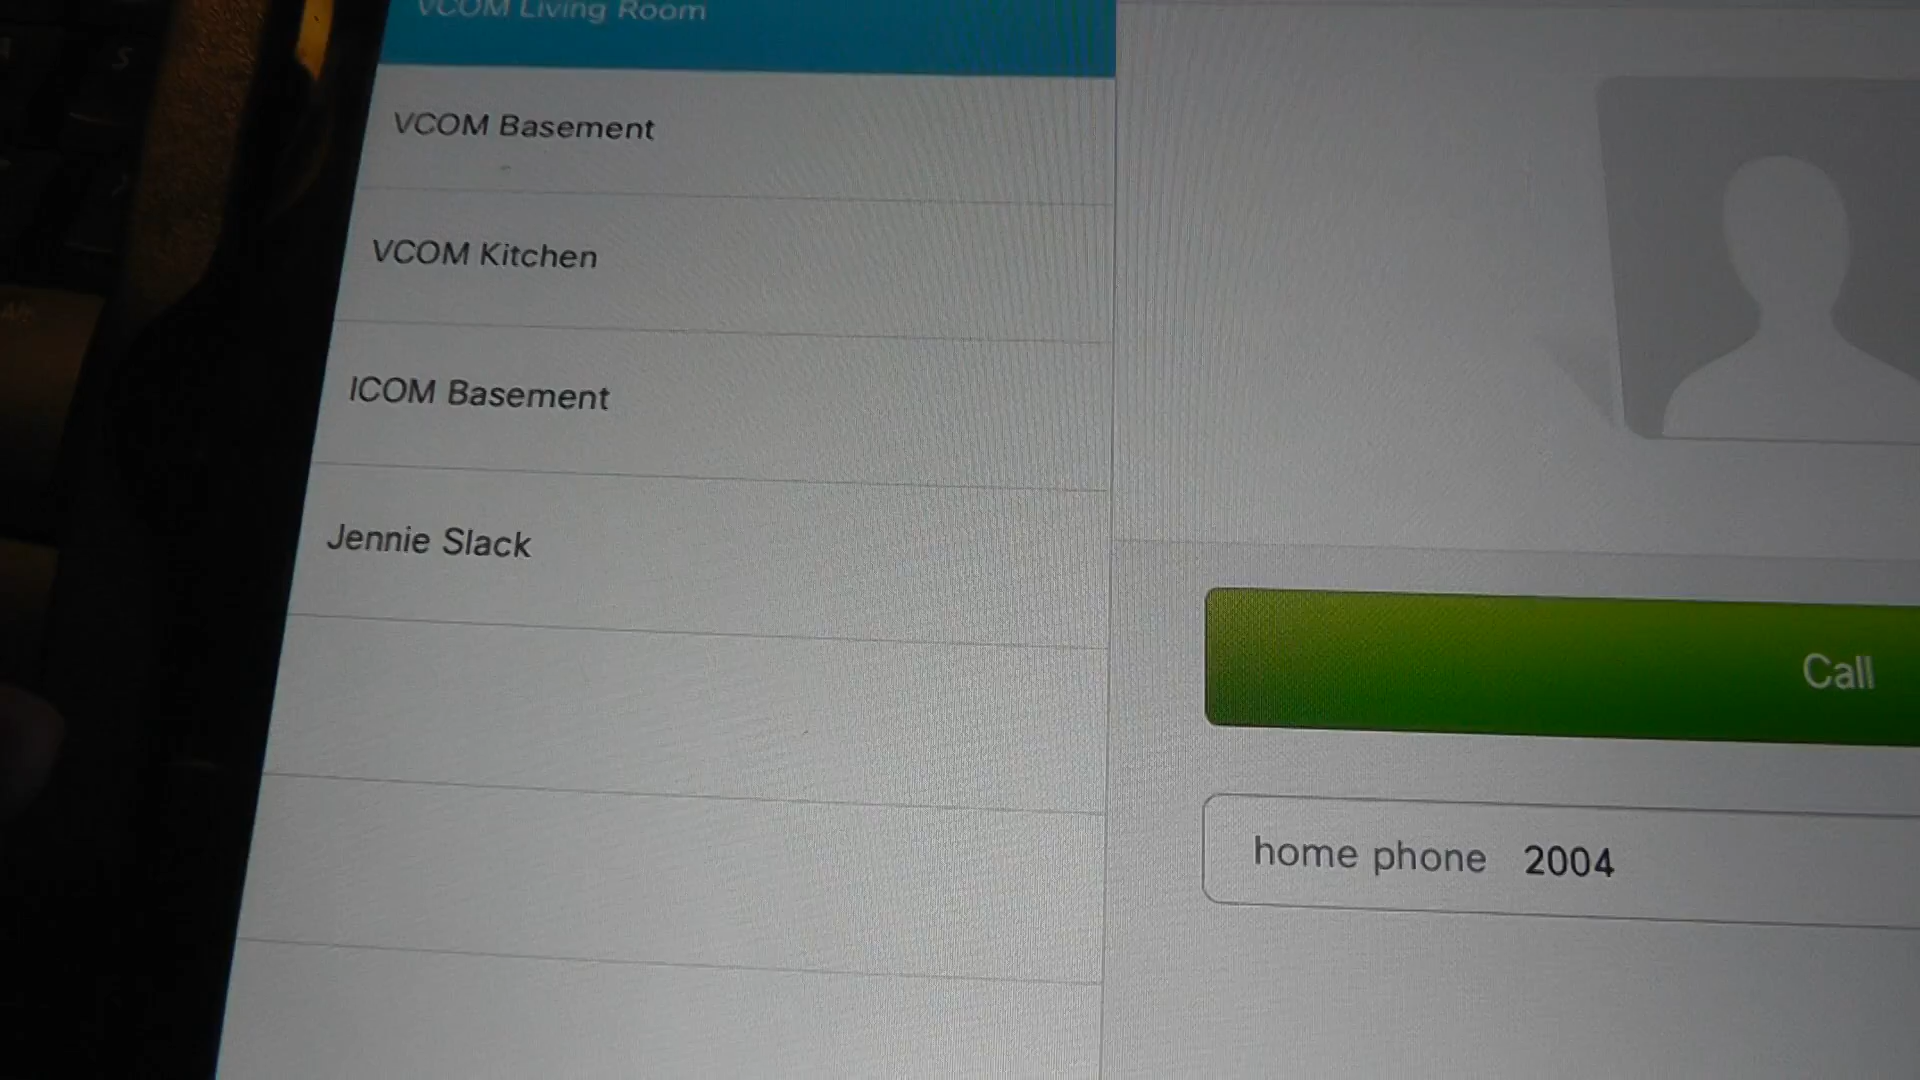 VCOM Living Room
VCOM Basement
VCOM Kitchen
ICOM Basement
Jennie Slack
Call
home phone 2004